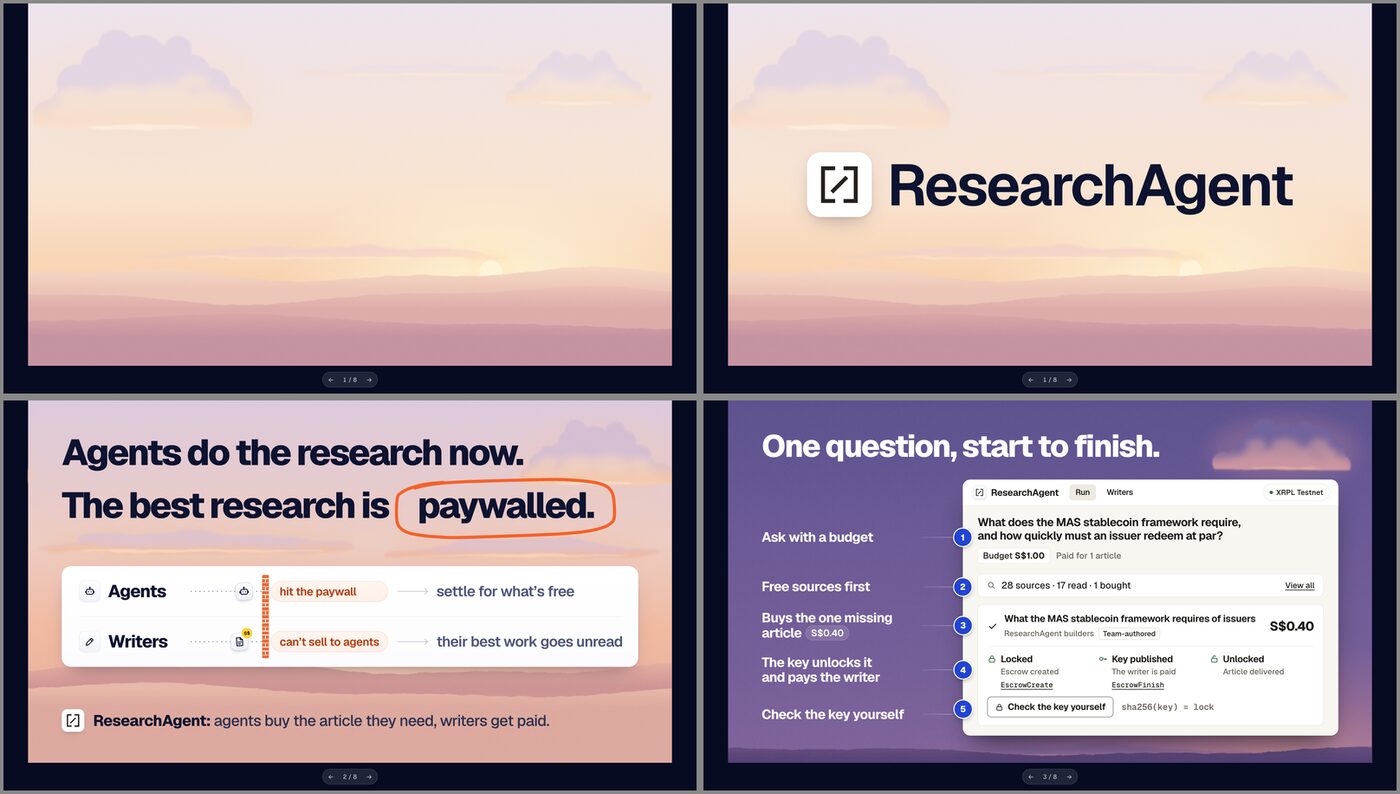 1 / 8
ResearchAgent
1 / 8
Agents do the research now.
The best research is paywalled.
Agents hit the paywall settle for what's free
$$
Writers can't sell to agents their best work goes unread
ResearchAgent: agents buy the article they need, writers get paid.
2 / 8
One question, start to finish.
Ask with a budget
Free sources first
Buys the one missing
article S$0.40
The key unlocks it
and pays the writer
Check the key yourself
ResearchAgent Run Writers XRPL Testnet
1
What does the MAS stablecoin framework require,
and how quickly must an issuer redeem at par?
Budget S$1.00 Paid for 1 article
2
28 sources · 17 read · 1 bought View all
3
What the MAS stablecoin framework requires of issuers S$0.40
ResearchAgent builders Team-authored
4
Locked Key published Unlocked
Escrow created The writer is paid Article delivered
EscrowCreate EscrowFinish
5
Check the key yourself sha256(key) = lock
3 / 8